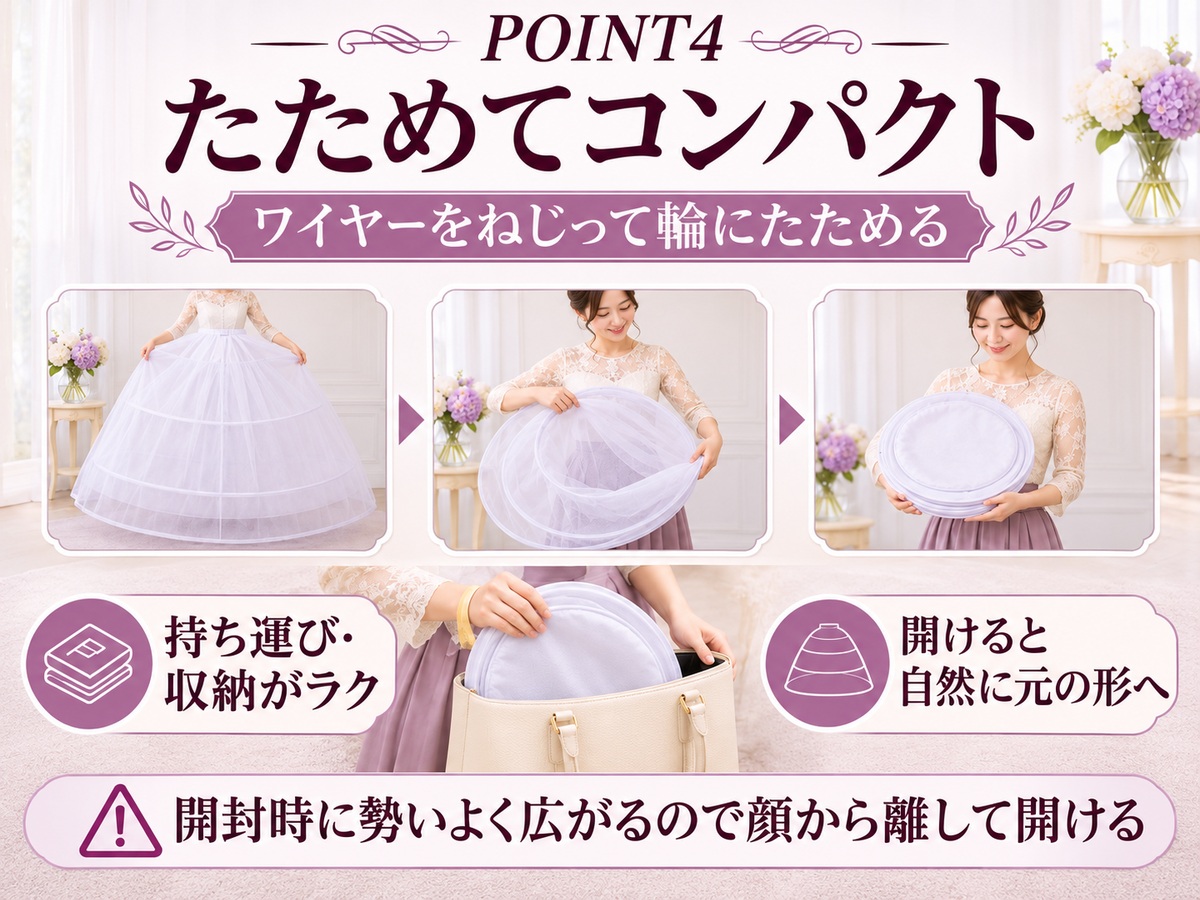 POINT4
たためてコンパクト
ワイヤーをねじって輪にたためる
持ち運び・
収納がラク
開けると
自然に元の形へ
開封時に勢いよく広がるので顔から離して開ける